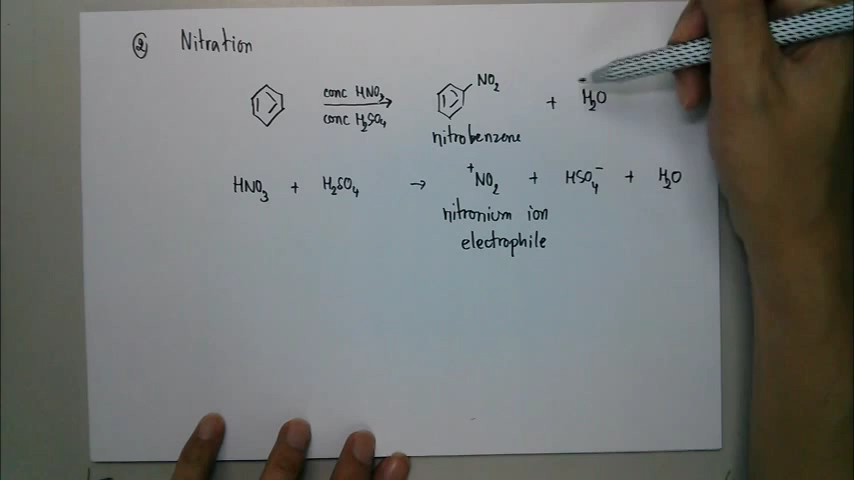 ② Nitration
conc HNO₃
conc H₂SO₄
NO₂ + H₂O
nitrobenzene
HNO₃ + H₂SO₄ → ⁺NO₂ + HSO₄⁻ + H₂O
nitronium ion
electrophile